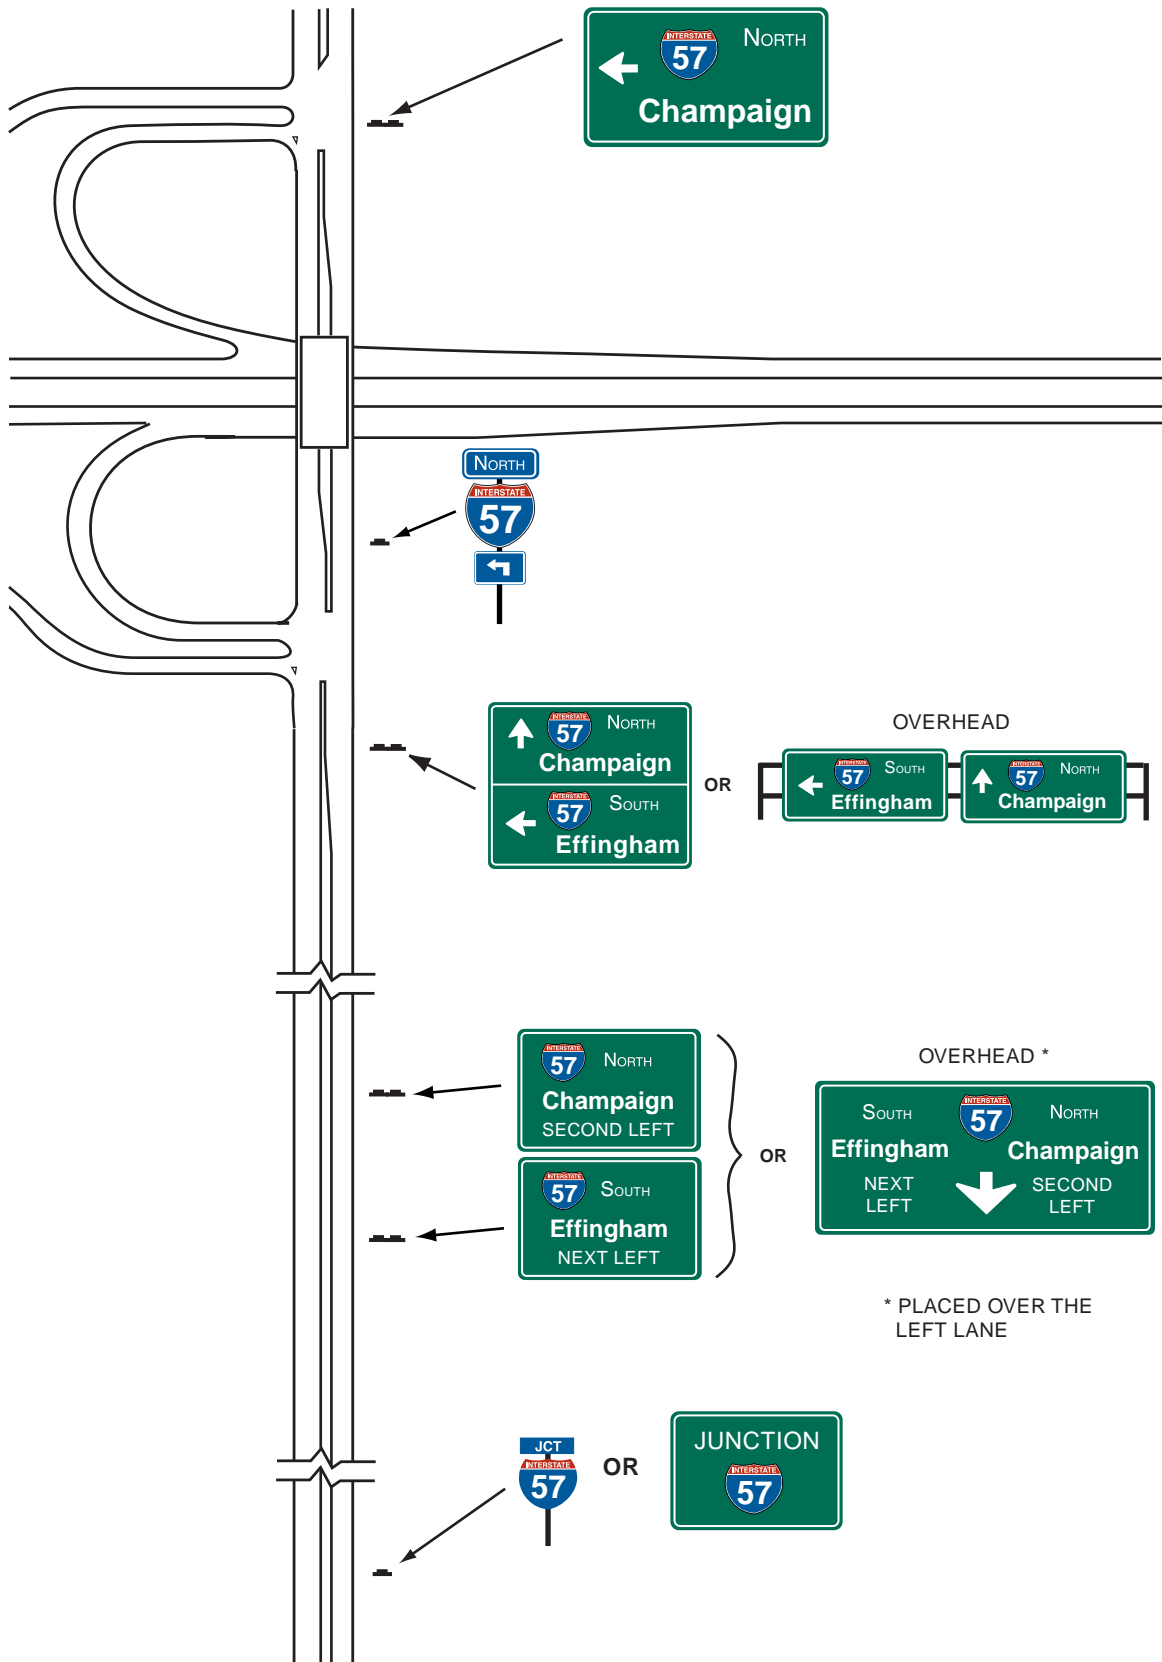 NORTH
INTERSTATE
57
Champaign
NORTH
INTERSTATE
57
INTERSTATE
57
NORTH
Champaign
INTERSTATE
57
SOUTH
Effingham
OR
OVERHEAD
INTERSTATE
57
SOUTH
Effingham
INTERSTATE
57
NORTH
Champaign
INTERSTATE
57
NORTH
Champaign
SECOND LEFT
INTERSTATE
57
SOUTH
Effingham
NEXT LEFT
OR
OVERHEAD *
SOUTH
Effingham
NEXT
LEFT
INTERSTATE
57
NORTH
Champaign
SECOND
LEFT
* PLACED OVER THE
LEFT LANE
JCT
INTERSTATE
57
OR
JUNCTION
INTERSTATE
57